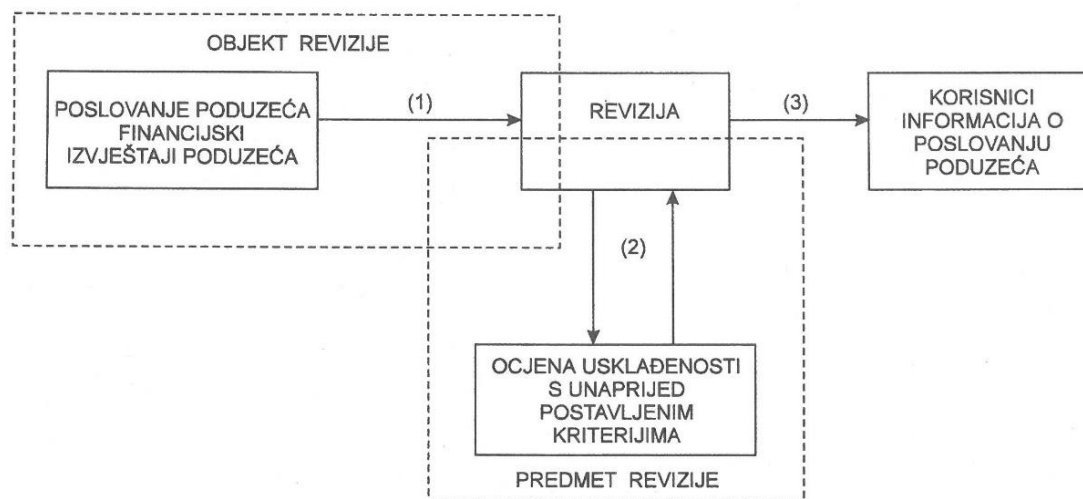 OBJEKT REVIZIJE
POSLOVANJE PODUZEĆA
FINANCIJSKI
IZVJEŠTAJI PODUZEĆA
(1)
REVIZIJA
(3)
KORISNICI
INFORMACIJA O
POSLOVANJU
PODUZEĆA
(2)
OCJENA USKLAĐENOSTI
S UNAPRIJED
POSTAVLJENIM
KRITERIJIMA
PREDMET REVIZIJE